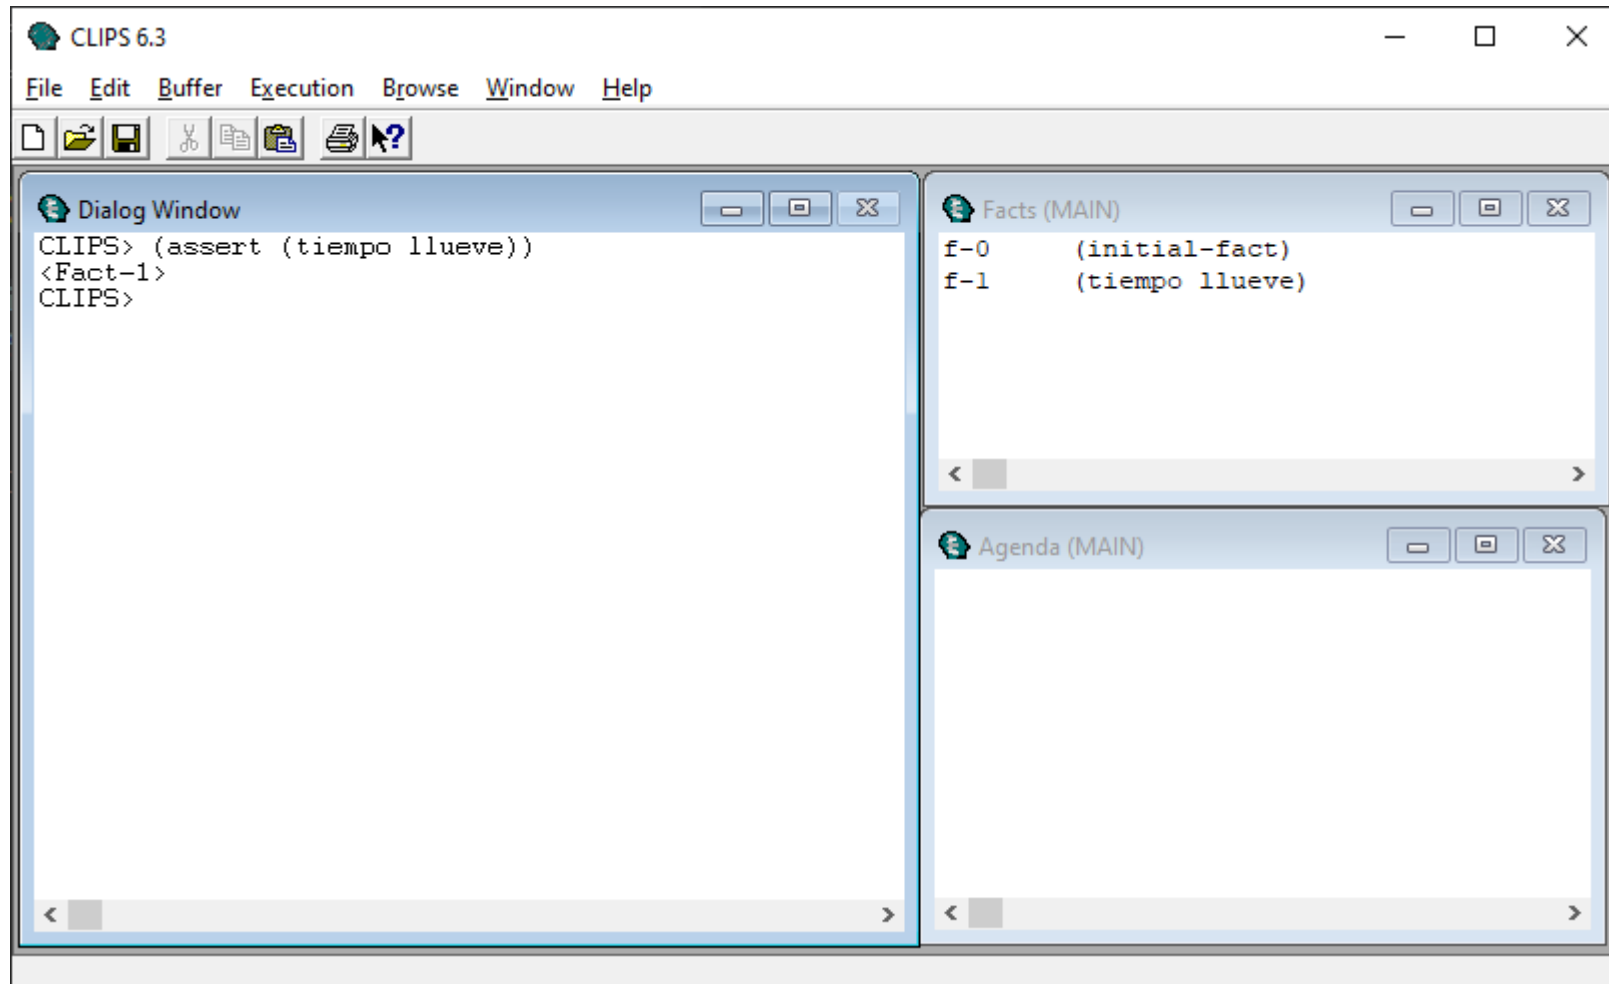 CLIPS 6.3
File Edit Buffer Execution Browse Window Help
Dialog Window
CLIPS> (assert (tiempo llueve))
<Fact-1>
CLIPS>
Facts (MAIN)
f-0 (initial-fact)
f-1 (tiempo llueve)
Agenda (MAIN)